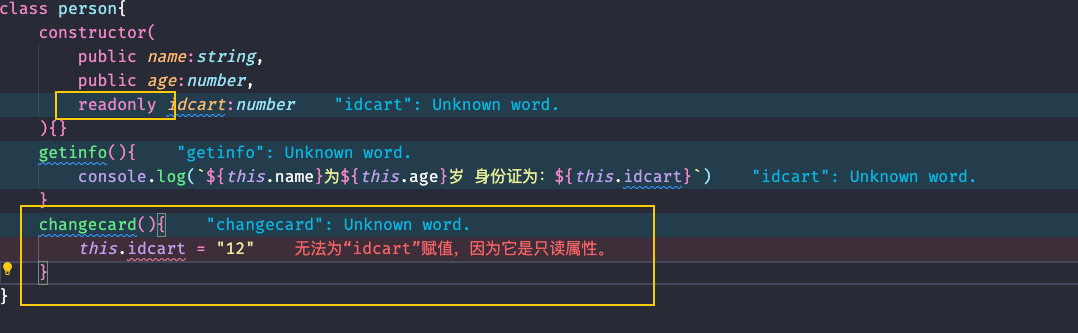 class person{
constructor(
public name:string,
public age:number,
readonly idcart:number "idcart": Unknown word.
){}
getinfo(){ "getinfo": Unknown word.
console.log(`${this.name}为${this.age}岁 身份证为：${this.idcart}`) "idcart": Unknown word.
}
changecard(){ "changecard": Unknown word.
this.idcart = "12" 无法为“idcart”赋值，因为它是只读属性。
}
}